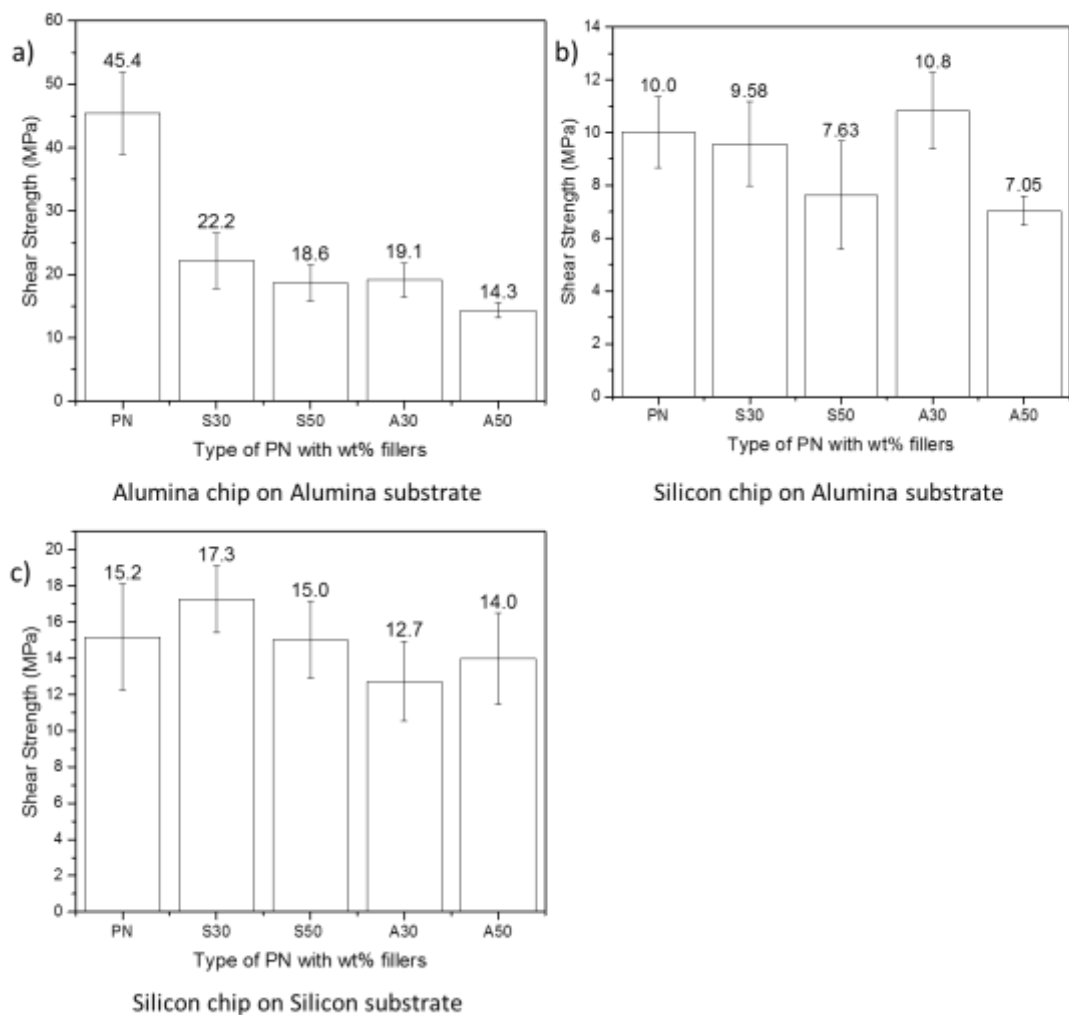 a)
60
50
40
30
20
10
0
Shear Strength (MPa)
45.4
22.2
18.6
19.1
14.3
PN S30 S50 A30 A50
Type of PN with wt% fillers
Alumina chip on Alumina substrate
b)
14
12
10
8
6
4
2
0
Shear Strength (MPa)
10.0
9.58
7.63
10.8
7.05
PN S30 S50 A30 A50
Type of PN with wt% fillers
Silicon chip on Alumina substrate
c)
20
18
16
14
12
10
8
6
4
2
0
Shear Strength (MPa)
15.2
17.3
15.0
12.7
14.0
PN S30 S50 A30 A50
Type of PN with wt% fillers
Silicon chip on Silicon substrate